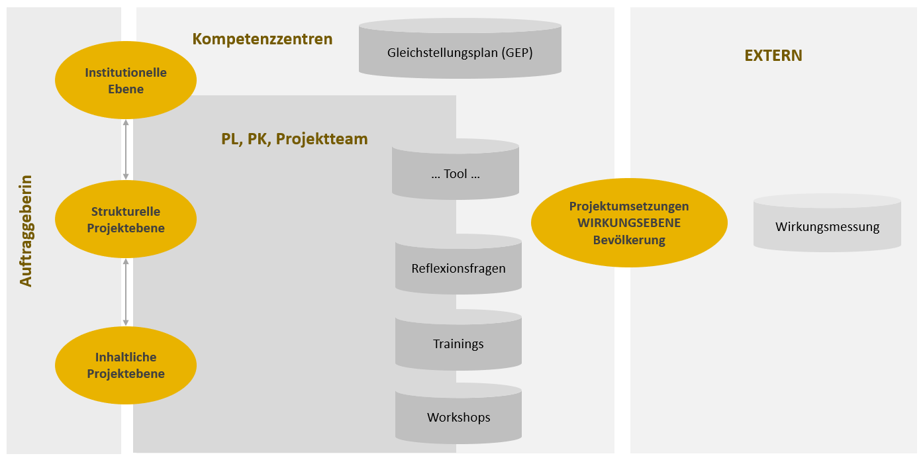 Kompetenzzentren
Gleichstellungsplan (GEP)
EXTERN
Institutionelle
Ebene
PL, PK, Projektteam
... Tool ...
Auftraggeberin
Strukturelle
Projektebene
Projektumsetzungen
WIRKUNGSEBENE
Bevölkerung
Wirkungsmessung
Reflexionsfragen
Trainings
Inhaltliche
Projektebene
Workshops